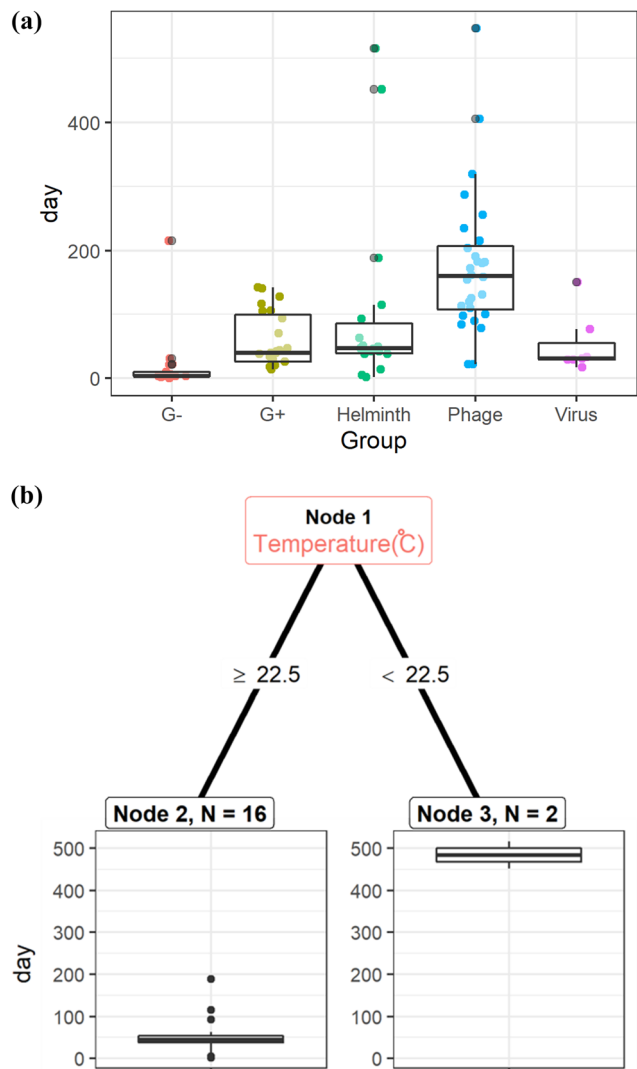 (a)
day
400
200
0
G-
G+
Helminth
Phage
Virus
Group
(b)
Node 1
Temperature(℃)
≥ 22.5
< 22.5
Node 2, N = 16
Node 3, N = 2
day
500
400
300
200
100
0
500
400
300
200
100
0